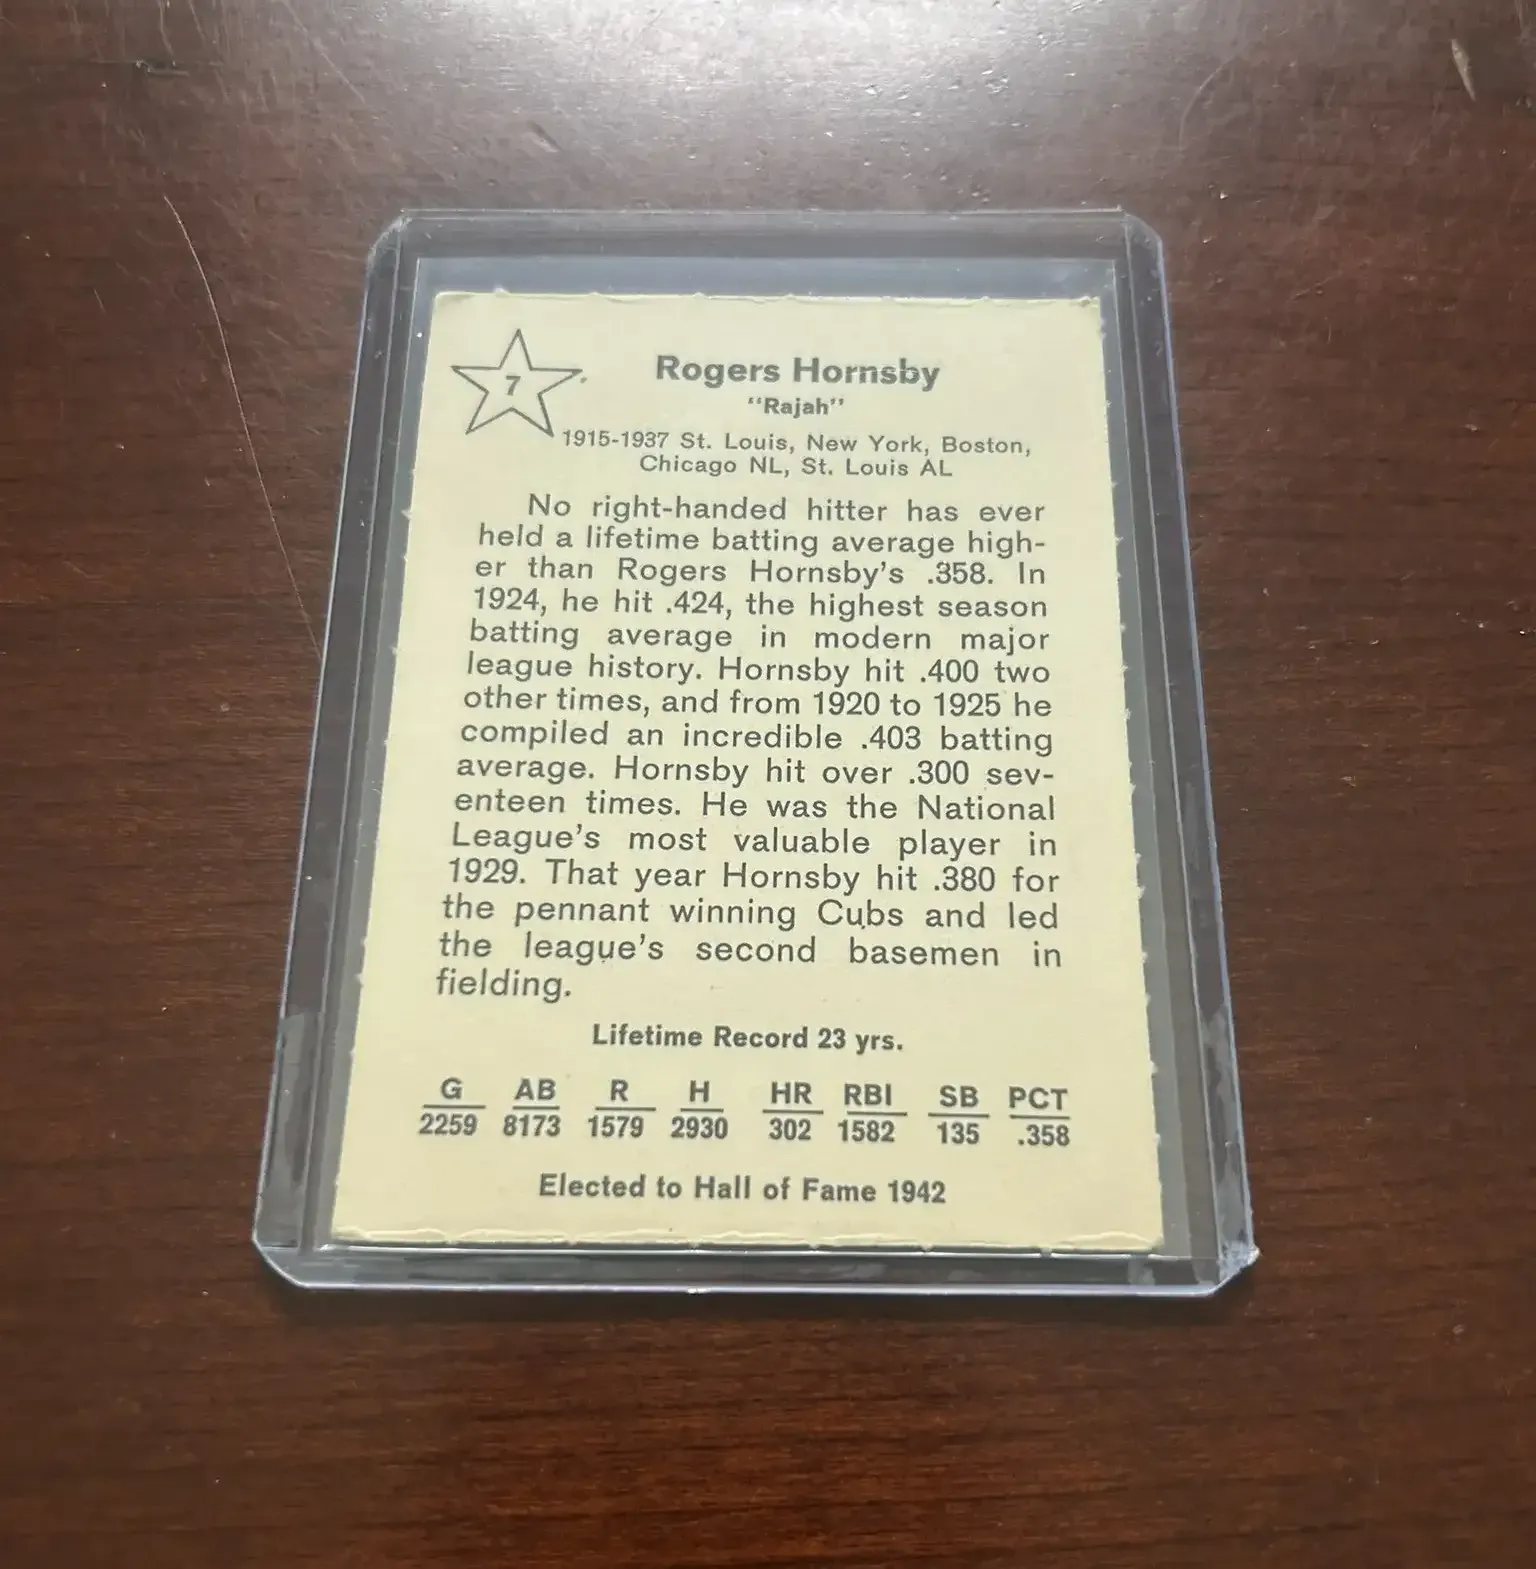 7
Rogers Hornsby
"Rajah"
1915-1937 St. Louis, New York, Boston,
Chicago NL, St. Louis AL
No right-handed hitter has ever
held a lifetime batting average high-
er than Rogers Hornsby's .358. In
1924, he hit .424, the highest season
batting average in modern major
league history. Hornsby hit .400 two
other times, and from 1920 to 1925 he
compiled an incredible .403 batting
average. Hornsby hit over .300 sev-
enteen times. He was the National
League's most valuable player in
1929. That year Hornsby hit .380 for
the pennant winning Cubs and led
the league's second basemen in
fielding.
Lifetime Record 23 yrs.
G AB R H HR RBI SB PCT
2259 8173 1579 2930 302 1582 135 .358
Elected to Hall of Fame 1942